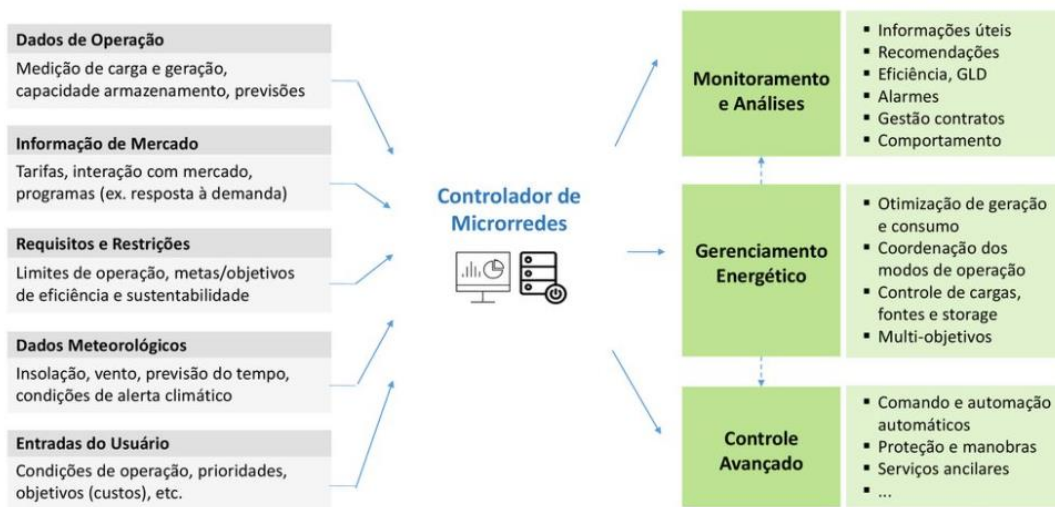 Dados de Operação
Medição de carga e geração,
capacidade armazenamento, previsões
Informação de Mercado
Tarifas, interação com mercado,
programas (ex. resposta à demanda)
Requisitos e Restrições
Limites de operação, metas/objetivos
de eficiência e sustentabilidade
Dados Meteorológicos
Insolação, vento, previsão do tempo,
condições de alerta climático
Entradas do Usuário
Condições de operação, prioridades,
objetivos (custos), etc.
Controlador de
Microrredes
Monitoramento
e Análises
▪ Informações úteis
▪ Recomendações
▪ Eficiência, GLD
▪ Alarmes
▪ Gestão contratos
▪ Comportamento
Gerenciamento
Energético
▪ Otimização de geração
e consumo
▪ Coordenação dos
modos de operação
▪ Controle de cargas,
fontes e storage
▪ Multi-objetivos
Controle
Avançado
▪ Comando e automação
automáticos
▪ Proteção e manobras
▪ Serviços ancilares
▪ ...